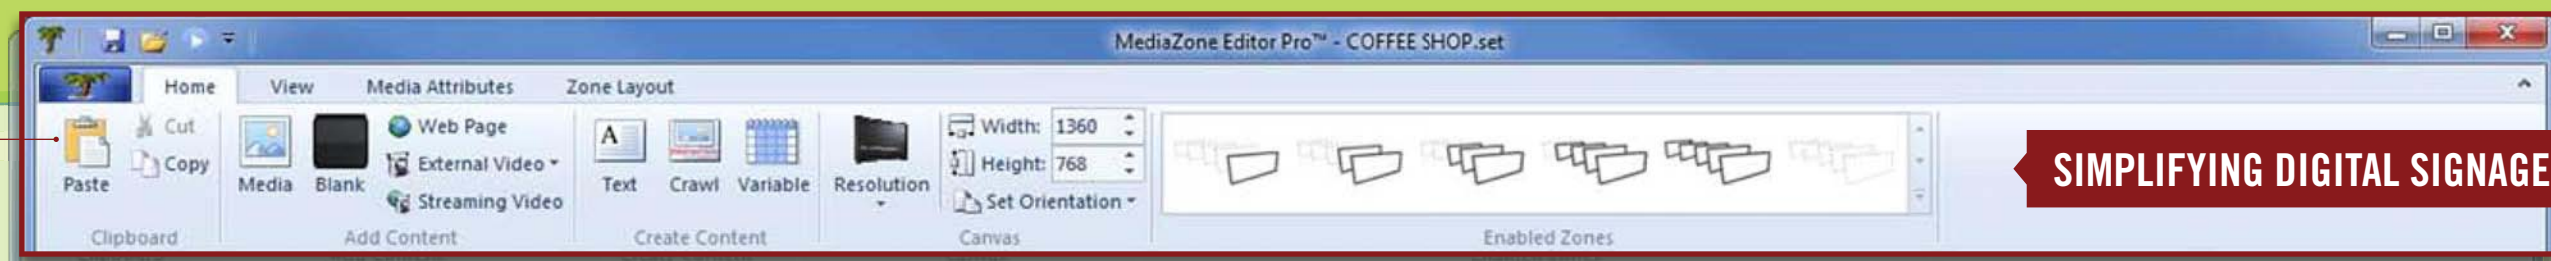 MediaZone Editor Pro™ - COFFEE SHOP.set
Home View Media Attributes Zone Layout
Paste
Cut
Copy
Clipboard
Media
Blank
Web Page
External Video
Streaming Video
Add Content
Text
Crawl
Variable
Create Content
Resolution
Width: 1360
Height: 768
Set Orientation
Canvas
Enabled Zones
SIMPLIFYING DIGITAL SIGNAGE